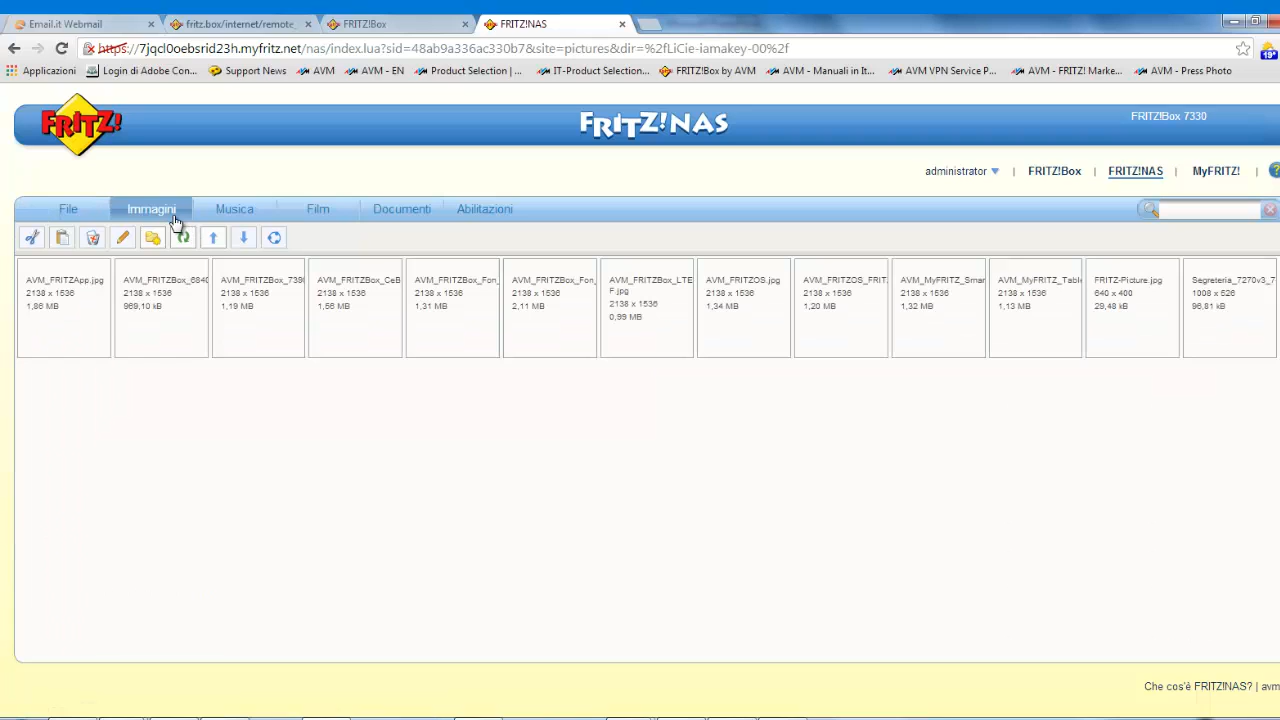 Email.it Webmail
fritz.box/internet/remote_
FRITZ!Box
FRITZ!NAS
https://7jqcl0oebsrid23h.myfritz.net/nas/index.lua?sid=48ab9a336ac330b7&site=pictures&dir=%2fLiCie-iamakey-00%2f
19°
Applicazioni
Login di Adobe Con...
Support News
AVM
AVM - EN
Product Selection | ...
IT-Product Selection...
FRITZ!Box by AVM
AVM - Manuali in It...
AVM VPN Service P...
AVM - FRITZ! Marke...
AVM - Press Photo
FRITZ!
FRITZ!NAS
FRITZ!Box 7330
administrator | FRITZ!Box | FRITZ!NAS | MyFRITZ! |
File Immagini Musica Film Documenti Abilitazioni
AVM_FRITZApp.jpg
2138 x 1536
1,86 MB
AVM_FRITZBox_6840
2138 x 1536
969,10 kB
AVM_FRITZBox_739
2138 x 1536
1,19 MB
AVM_FRITZBox_CeB
2138 x 1536
1,56 MB
AVM_FRITZBox_Fon_
2138 x 1536
1,31 MB
AVM_FRITZBox_Fon_
2138 x 1536
2,11 MB
AVM_FRITZBox_LTE
F.jpg
2138 x 1536
0,99 MB
AVM_FRITZOS.jpg
2138 x 1536
1,34 MB
AVM_FRITZOS_FRIT
2138 x 1536
1,20 MB
AVM_MyFRITZ_Smar
2138 x 1536
1,32 MB
AVM_MyFRITZ_Table
2138 x 1536
1,13 MB
FRITZ-Picture.jpg
640 x 400
29,48 kB
Segreteria_7270v3_7
1008 x 526
96,81 kB
Che cos'è FRITZ!NAS? | avm